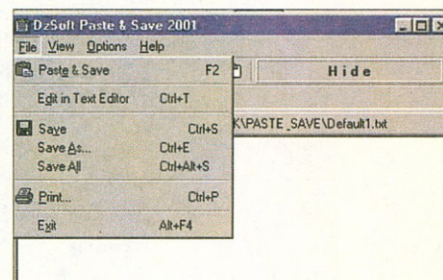 DzSoft Paste & Save 2001
File View Options Help
Paste & Save F2
Hide
Edit in Text Editor Ctrl+T
Save Ctrl+S
K\PASTE_SAVE\Default1.txt
Save As... Ctrl+E
Save All Ctrl+Alt+S
Print... Ctrl+P
Exit Alt+F4